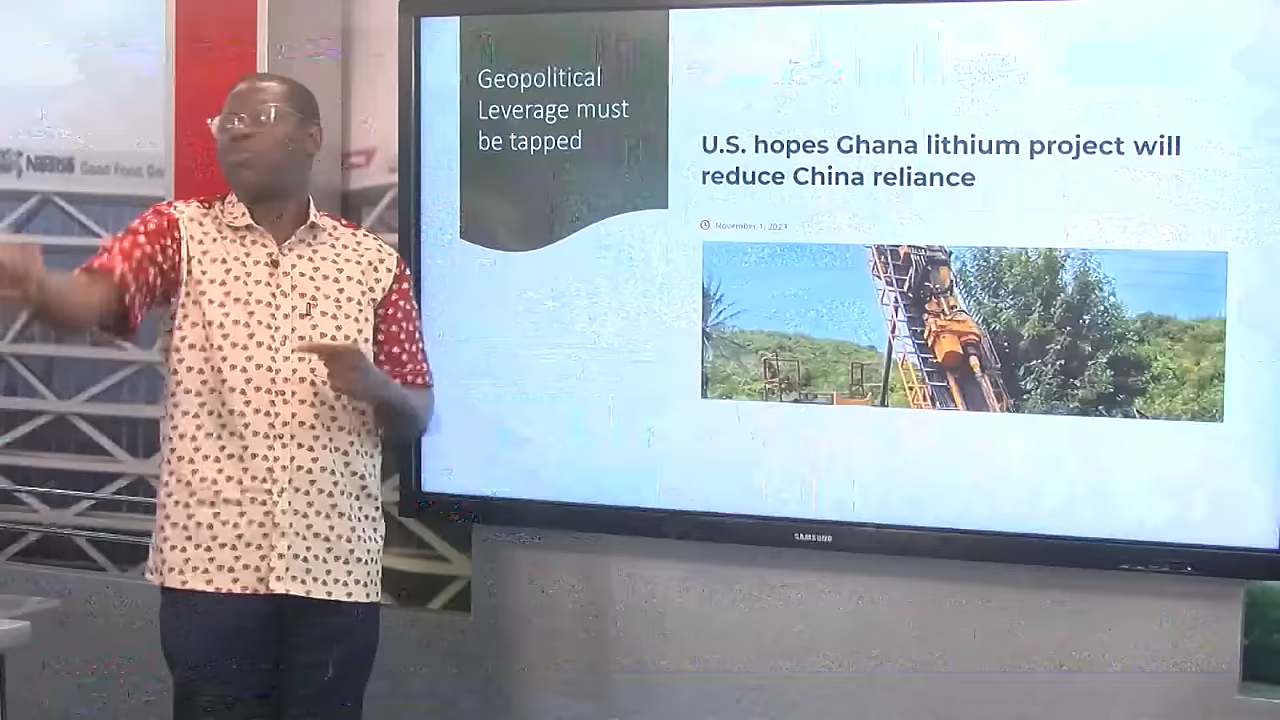 Nestlé Good Food, Go
Geopolitical
Leverage must
be tapped
U.S. hopes Ghana lithium project will
reduce China reliance
November 1, 2023
SAMSUNG